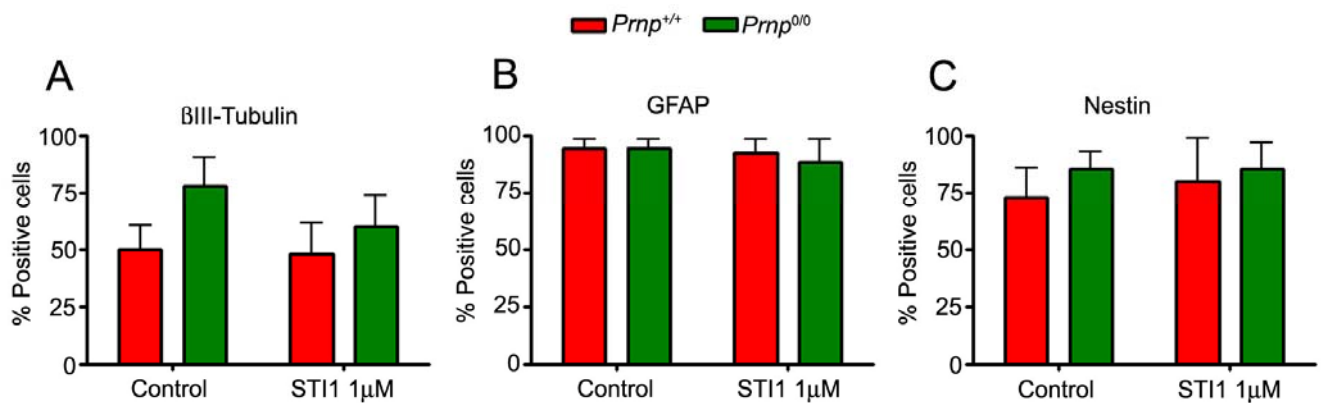 Prnp+/+ Prnp0/0
A
B
C
ßIII-Tubulin
GFAP
Nestin
% Positive cells
100
75
50
25
0
Control STI1 1µM
% Positive cells
100
75
50
25
0
Control STI1 1µM
% Positive cells
100
75
50
25
0
Control STI1 1µM